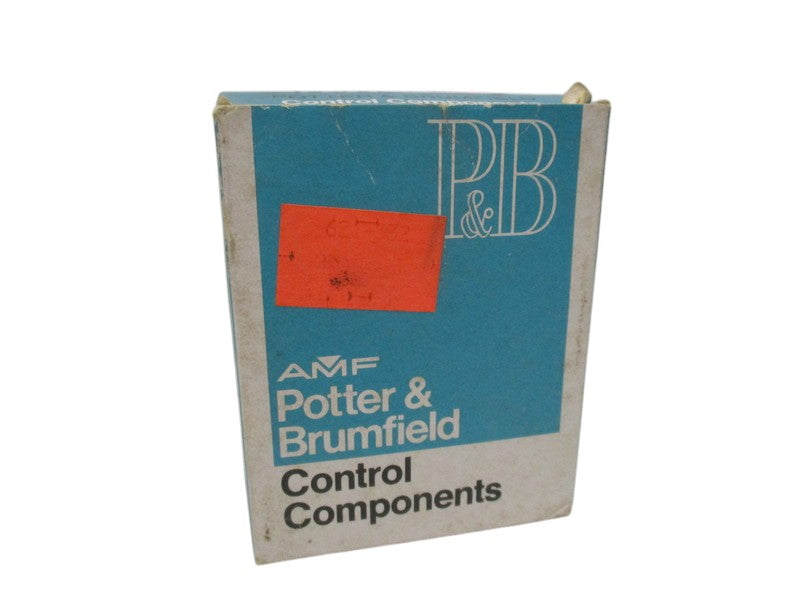 Control Components
P&B
AMF
Potter &
Brumfield
Control
Components